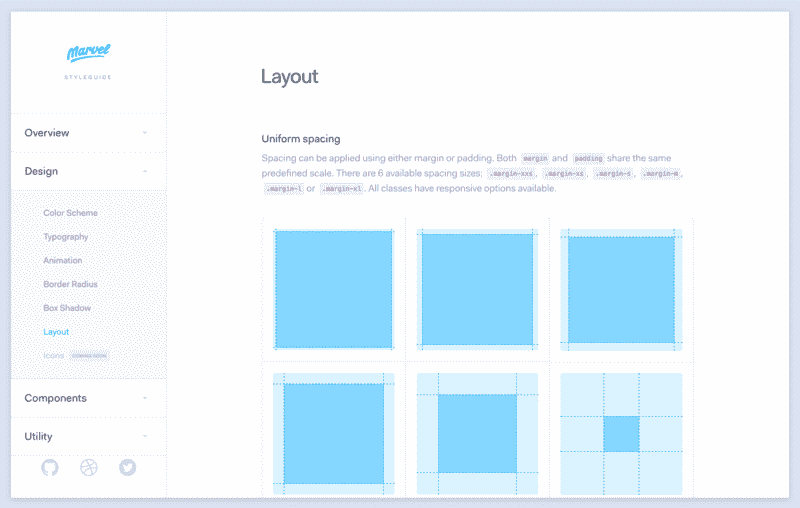 Marvel
STYLEGUIDE
Overview
Design
Color Scheme
Typography
Animation
Border Radius
Box Shadow
Layout
Icons COMING SOON
Components
Utility
Layout
Uniform spacing
Spacing can be applied using either margin or padding. Both margin and padding share the same
predefined scale. There are 6 available spacing sizes: .margin-xxs, .margin-xs, .margin-s, .margin-m,
.margin-l or .margin-xl. All classes have responsive options available.